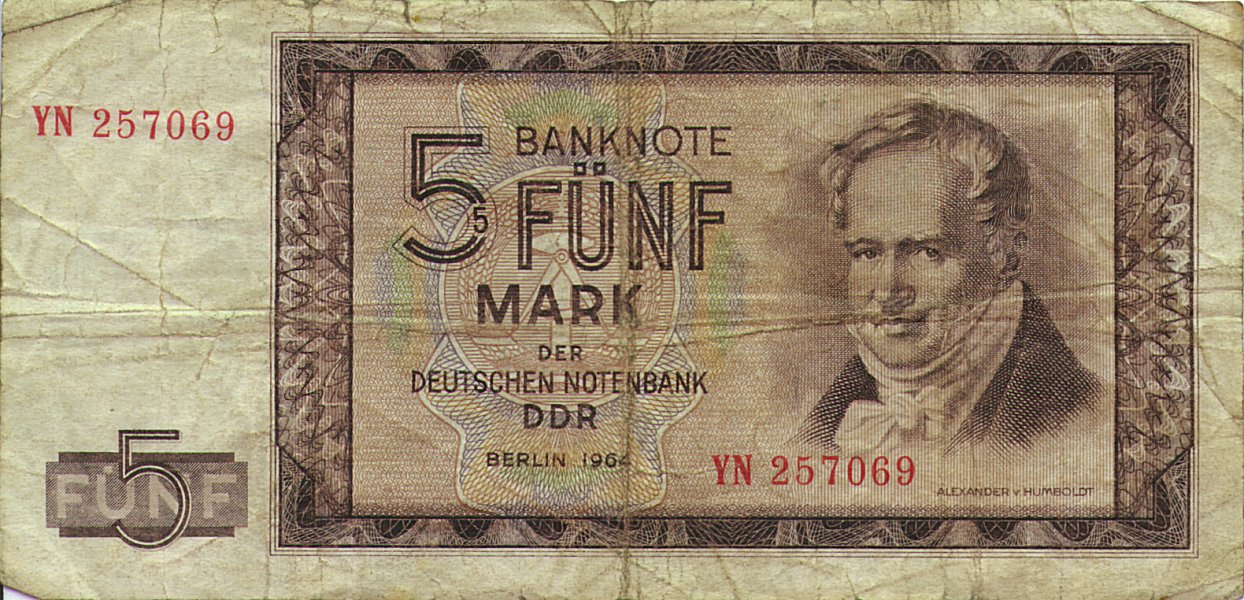 YN 257069
5
5
BANKNOTE
FÜNF
MARK
DER
DEUTSCHEN NOTENBANK
DDR
BERLIN 1964
YN 257069
ALEXANDER v HUMBOLDT
FÜNF
5